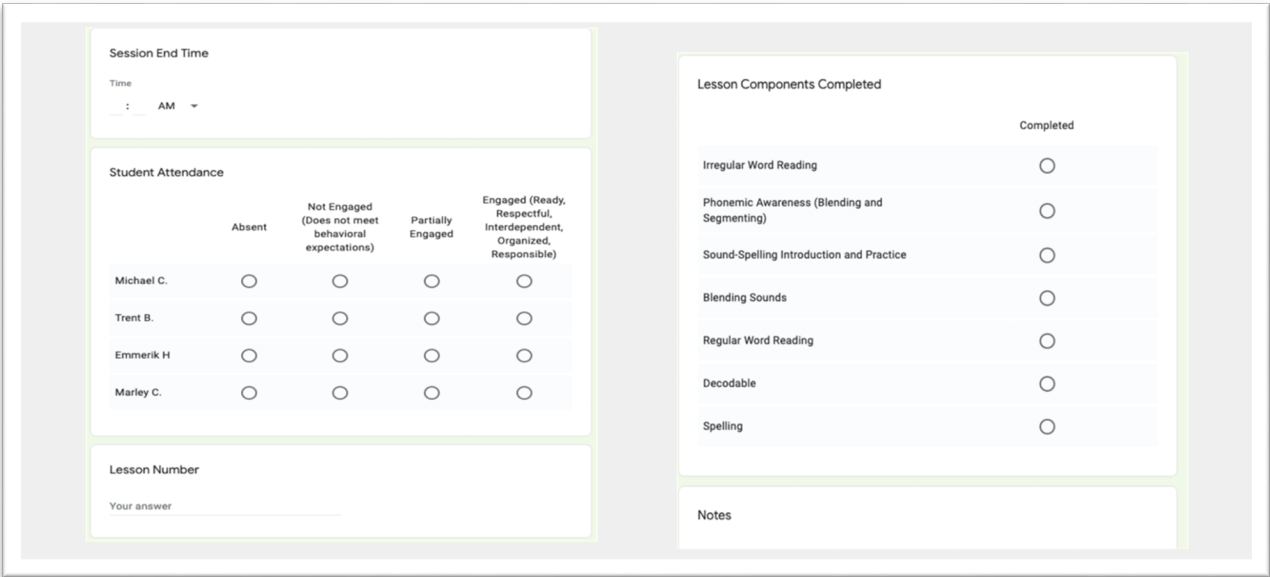 Session End Time
Time
: AM
Student Attendance
Absent
Not Engaged
(Does not meet
behavioral
expectations)
Partially
Engaged
Engaged (Ready,
Respectful,
Interdependent,
Organized,
Responsible)
Michael C.
Trent B.
Emmerik H
Marley C.
Lesson Number
Your answer
Lesson Components Completed
Completed
Irregular Word Reading
Phonemic Awareness (Blending and
Segmenting)
Sound-Spelling Introduction and Practice
Blending Sounds
Regular Word Reading
Decodable
Spelling
Notes